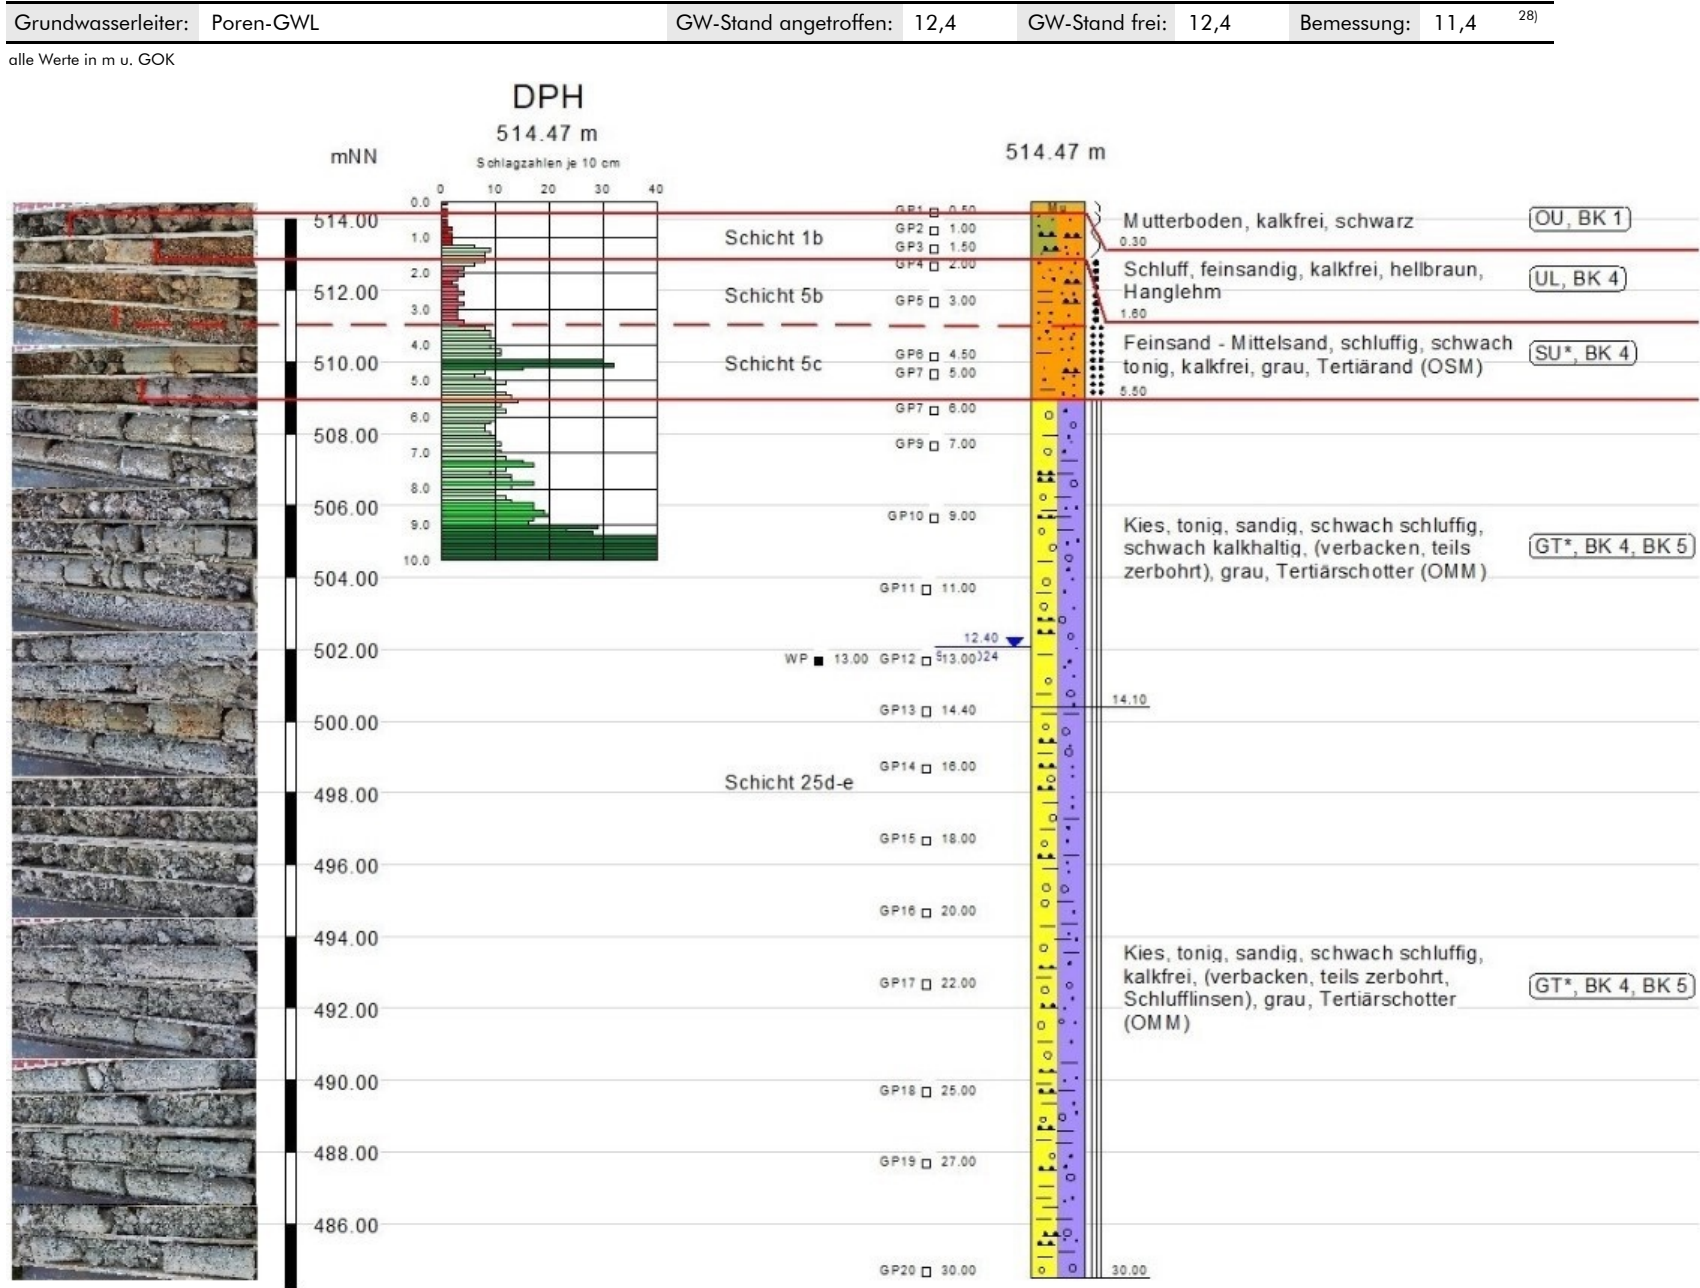 Grundwasserleiter: Poren-GWL GW-Stand angetroffen: 12,4 GW-Stand frei: 12,4 Bemessung: 11,4 28)
alle Werte in m u. GOK
DPH
514.47 m
Schlagzahlen je 10 cm
0 10 20 30 40
0.0
1.0
2.0
3.0
4.0
5.0
6.0
7.0
8.0
9.0
10.0
mNN
514.00
512.00
510.00
508.00
506.00
504.00
502.00
500.00
498.00
496.00
494.00
492.00
490.00
488.00
486.00
Schicht 1b
Schicht 5b
Schicht 5c
Schicht 25d-e
514.47 m
GP1 0.50
GP2 1.00
GP3 1.50
GP4 2.00
GP5 3.00
GP6 4.50
GP7 5.00
GP7 6.00
GP9 7.00
GP10 9.00
GP11 11.00
12.40
WP 13.00 GP12 13.00
GP13 14.40
GP14 16.00
GP15 18.00
GP16 20.00
GP17 22.00
GP18 25.00
GP19 27.00
GP20 30.00
Mu
Mutterboden, kalkfrei, schwarz
OU, BK 1
0.30
Schluff, feinsandig, kalkfrei, hellbraun,
Hanglehm
UL, BK 4
1.60
Feinsand - Mittelsand, schluffig, schwach
tonig, kalkfrei, grau, Tertiärand (OSM)
SU*, BK 4
5.50
Kies, tonig, sandig, schwach schluffig,
schwach kalkhaltig, (verbacken, teils
zerbohrt), grau, Tertiärschotter (OMM)
GT*, BK 4, BK 5
14.10
Kies, tonig, sandig, schwach schluffig,
kalkfrei, (verbacken, teils zerbohrt,
Schlufflinsen), grau, Tertiärschotter
(OMM)
GT*, BK 4, BK 5
30.00